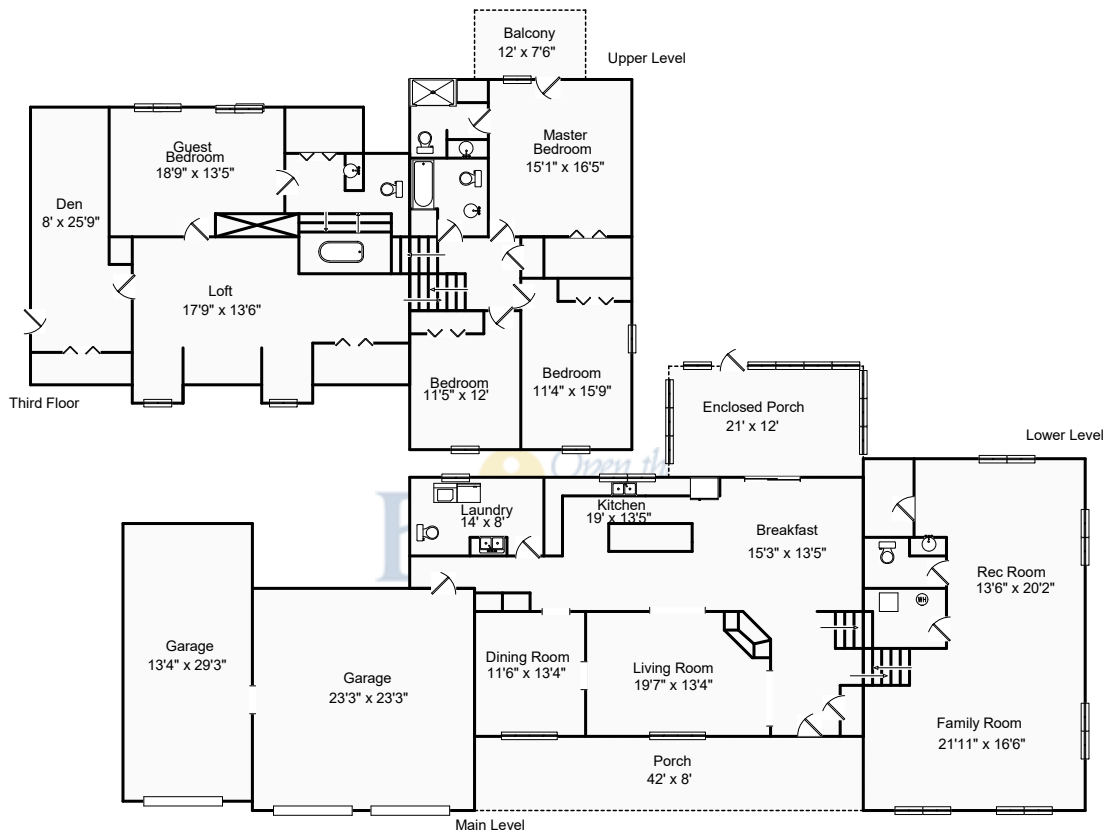 Balcony
12' x 7'6"
Upper Level
Master
Bedroom
15'1" x 16'5"
Guest
Bedroom
18'9" x 13'5"
Den
8' x 25'9"
Loft
17'9" x 13'6"
Bedroom
11'5" x 12'
Bedroom
11'4" x 15'9"
Third Floor
Enclosed Porch
21' x 12'
Lower Level
Open th
Laundry
14' x 8'
Kitchen
19' x 13'5"
Breakfast
15'3" x 13'5"
Rec Room
13'6" x 20'2"
WH
Garage
13'4" x 29'3"
Garage
23'3" x 23'3"
Dining Room
11'6" x 13'4"
Living Room
19'7" x 13'4"
Family Room
21'11" x 16'6"
Porch
42' x 8'
Main Level